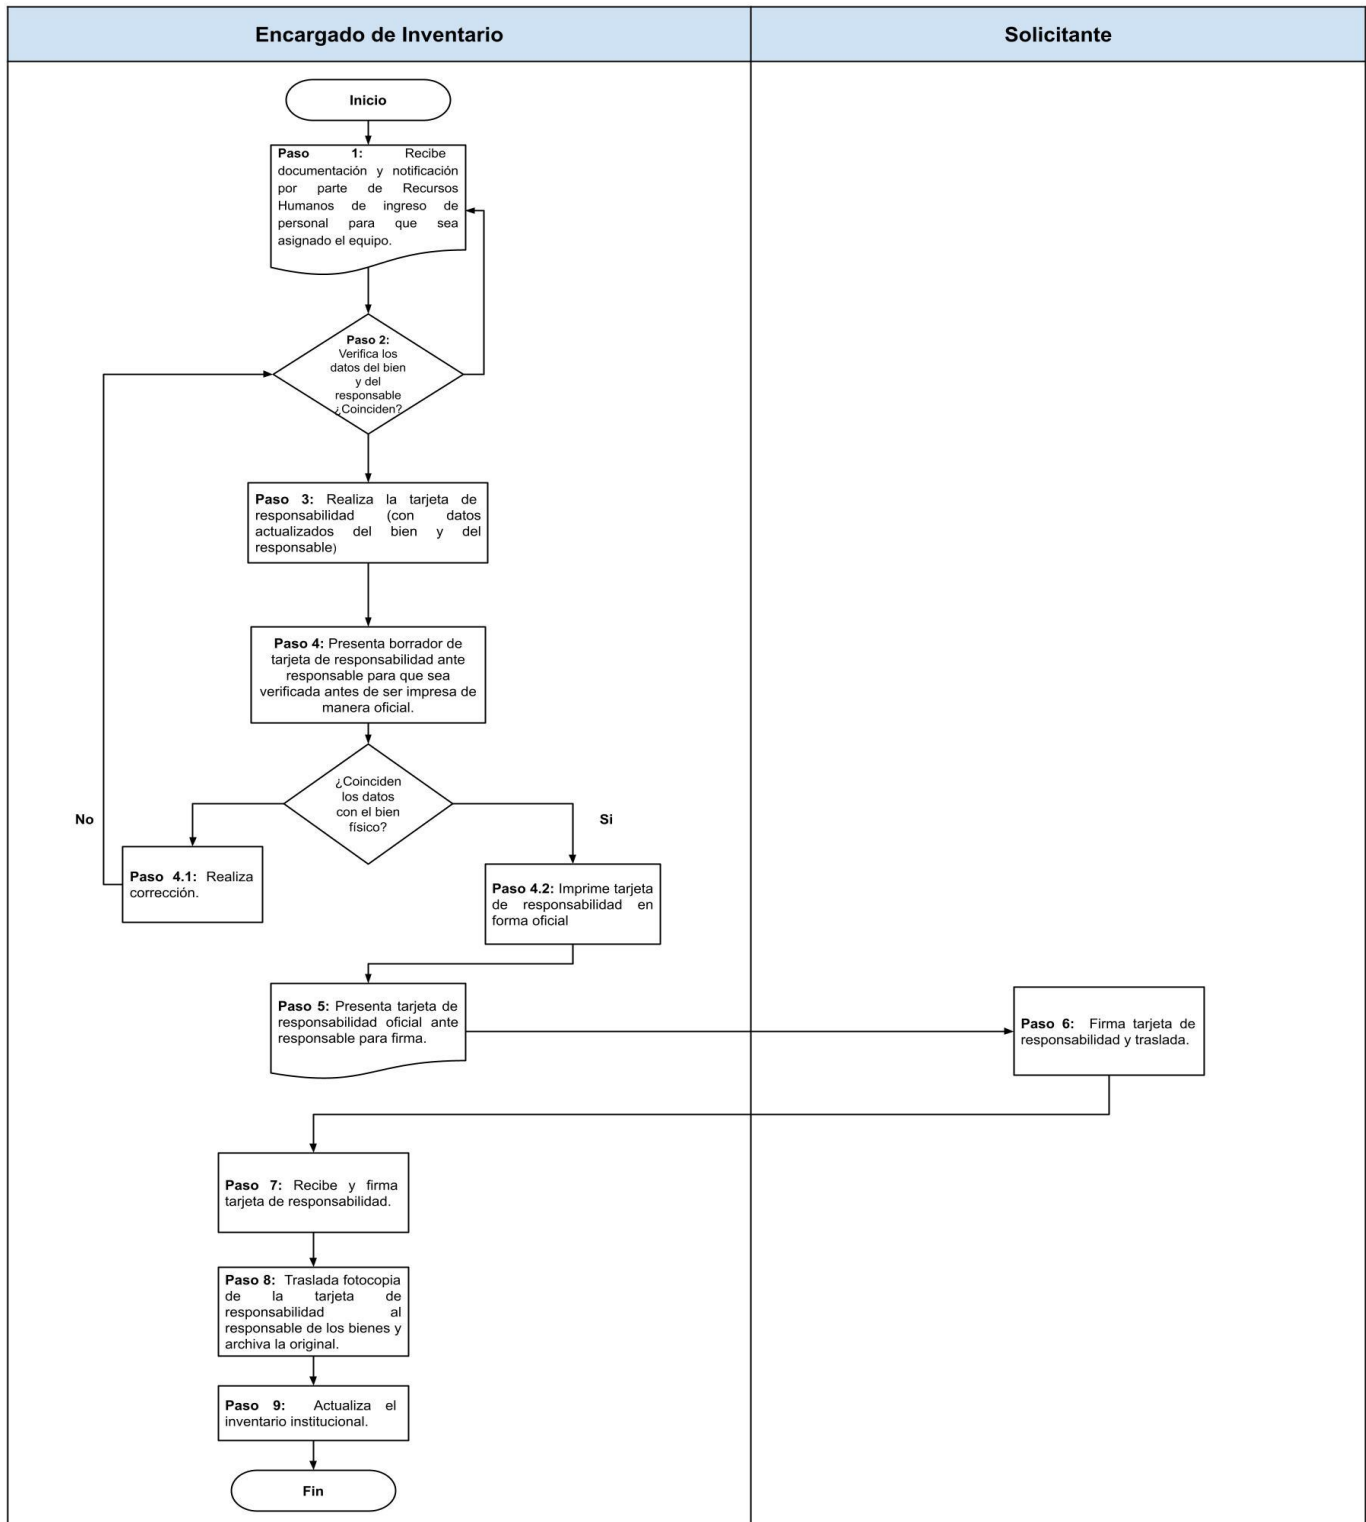 Encargado de Inventario
Solicitante
Inicio
Paso 1: Recibe
documentación y notificación
por parte de Recursos
Humanos de ingreso de
personal para que sea
asignado el equipo.
Paso 2:
Verifica los
datos del bien
y del
responsable
¿Coinciden?
Paso 3: Realiza la tarjeta de
responsabilidad (con datos
actualizados del bien y del
responsable)
Paso 4: Presenta borrador de
tarjeta de responsabilidad ante
responsable para que sea
verificada antes de ser impresa de
manera oficial.
¿Coinciden
los datos
con el bien
físico?
No
Si
Paso 4.1: Realiza
corrección.
Paso 4.2: Imprime tarjeta
de responsabilidad en
forma oficial
Paso 5: Presenta tarjeta de
responsabilidad oficial ante
responsable para firma.
Paso 6: Firma tarjeta de
responsabilidad y traslada.
Paso 7: Recibe y firma
tarjeta de responsabilidad.
Paso 8: Traslada fotocopia
de la tarjeta de
responsabilidad al
responsable de los bienes y
archiva la original.
Paso 9: Actualiza el
inventario institucional.
Fin